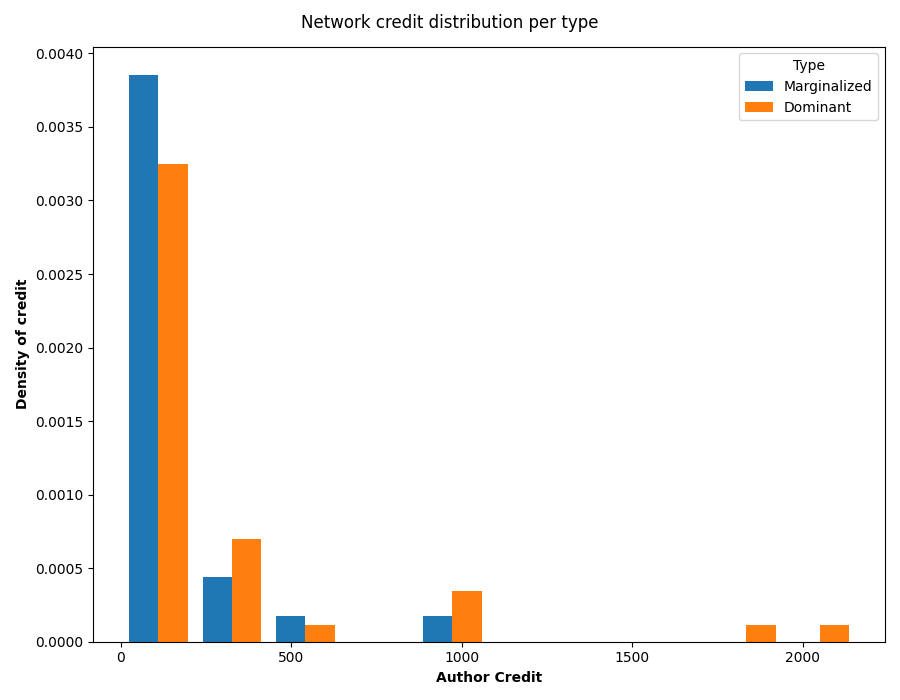 Network credit distribution per type
Type
Marginalized
Dominant
0.0040
0.0035
0.0030
0.0025
0.0020
0.0015
0.0010
0.0005
0.0000
Density of credit
0 500 1000 1500 2000
Author Credit